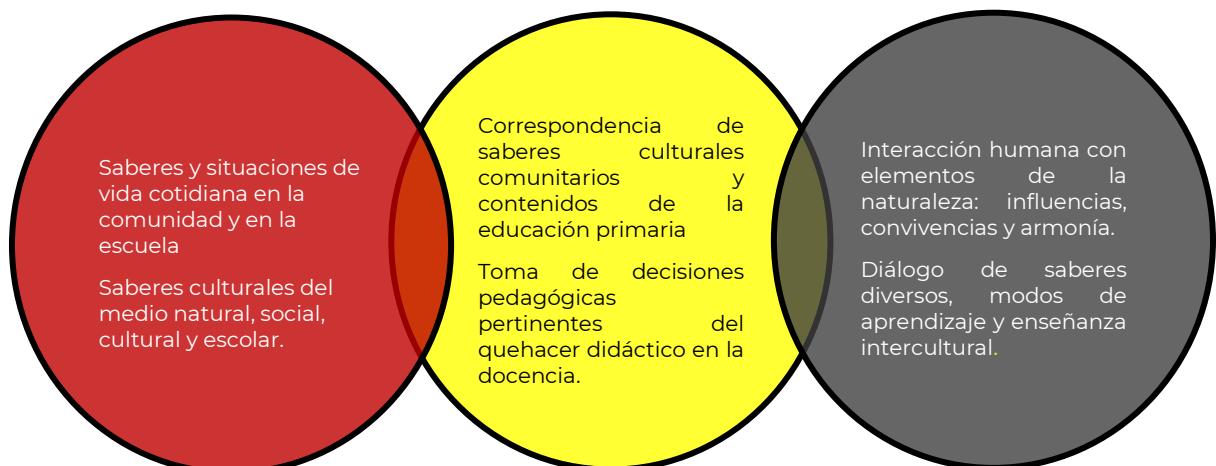 Saberes y situaciones de
vida cotidiana en la
comunidad y en la
escuela
Saberes culturales del
medio natural, social,
cultural y escolar.
Correspondencia de
saberes culturales
comunitarios y
contenidos de la
educación primaria
Toma de decisiones
pedagógicas
pertinentes del
quehacer didáctico en la
docencia.
Interacción humana con
elementos de la
naturaleza: influencias,
convivencias y armonía.
Diálogo de saberes
diversos, modos de
aprendizaje y enseñanza
intercultural.